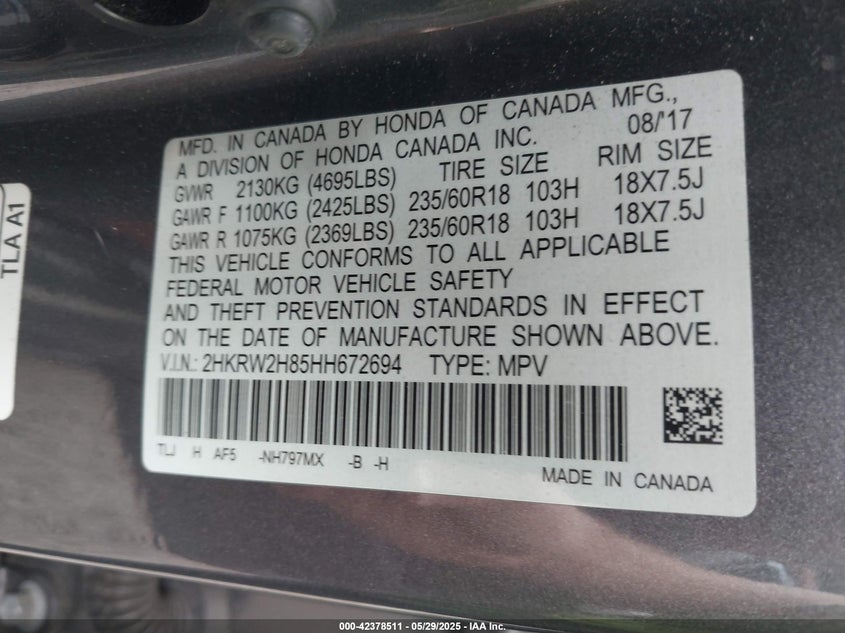 MFD. IN CANADA BY HONDA OF CANADA MFG.,
A DIVISION OF HONDA CANADA INC. 08/'17
GVWR 2130KG (4695LBS) TIRE SIZE RIM SIZE
GAWR F 1100KG (2425LBS) 235/60R18 103H 18X7.5J
GAWR R 1075KG (2369LBS) 235/60R18 103H 18X7.5J
THIS VEHICLE CONFORMS TO ALL APPLICABLE
FEDERAL MOTOR VEHICLE SAFETY
AND THEFT PREVENTION STANDARDS IN EFFECT
ON THE DATE OF MANUFACTURE SHOWN ABOVE.
V.I.N.: 2HKRW2H85HH672694 TYPE: MPV
TLJ H AF5 -NH797MX -B -H
MADE IN CANADA
TLA A1
000-42378511 — 05/29/2025 — IAA Inc.